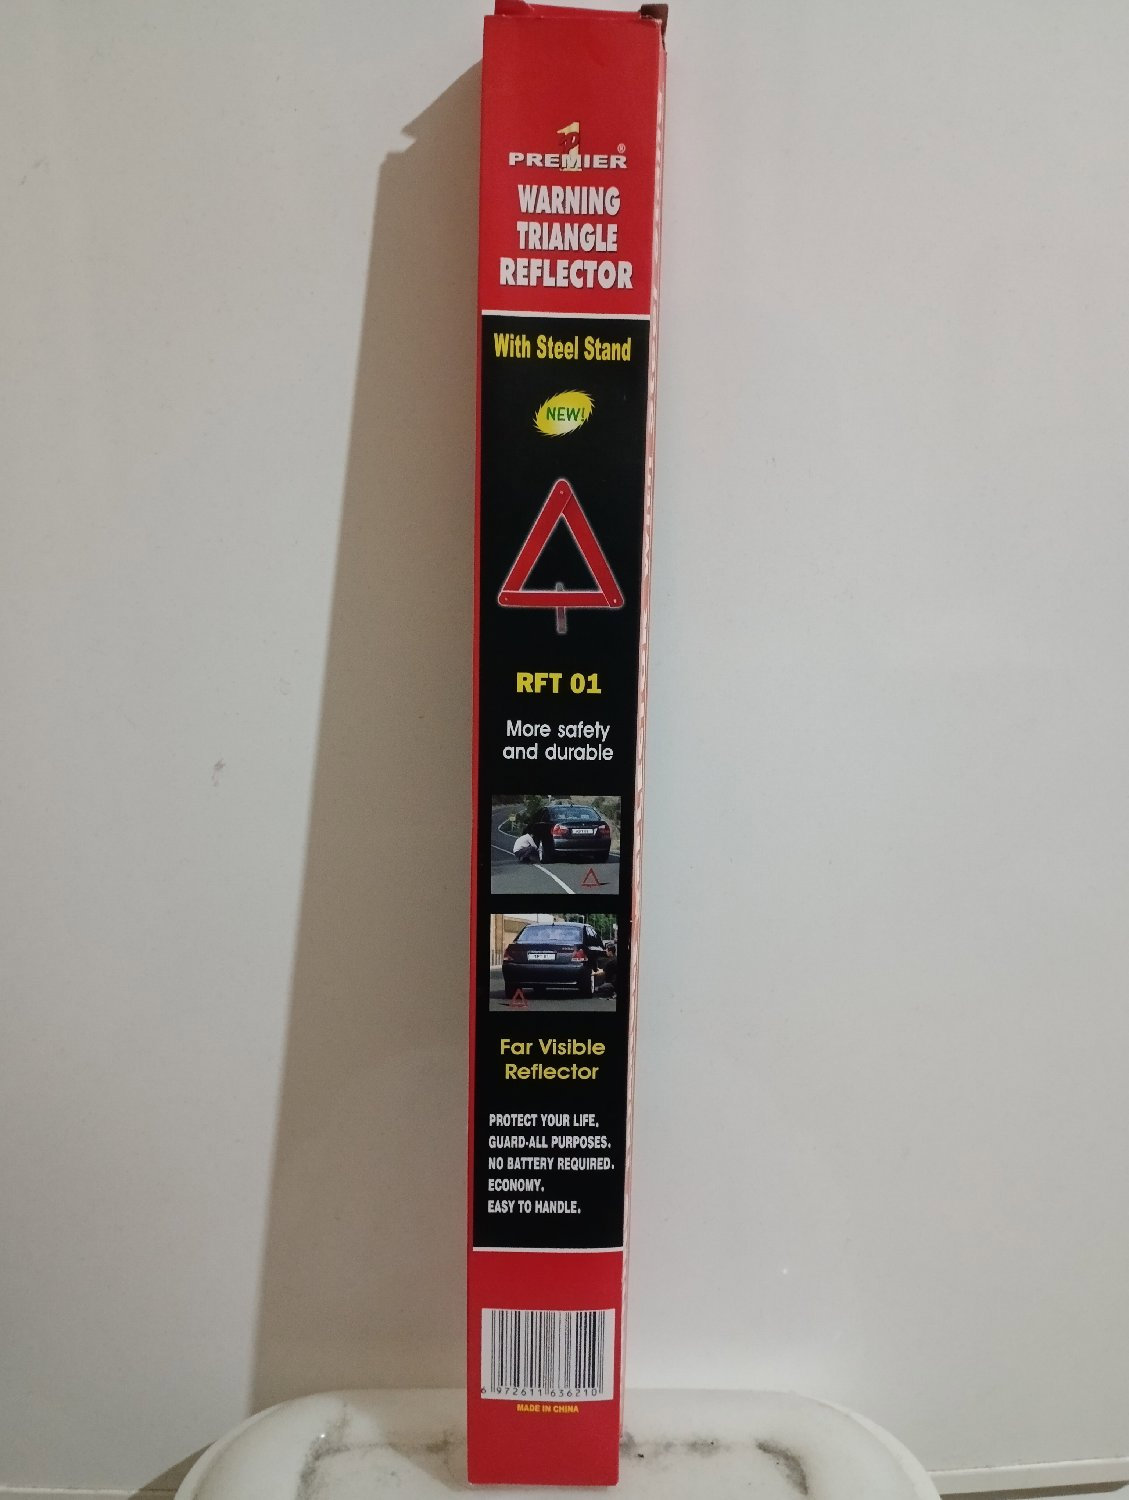 1
PREMIER®
WARNING
TRIANGLE
REFLECTOR
With Steel Stand
NEW!
RFT 01
More safety
and durable
Far Visible
Reflector
PROTECT YOUR LIFE,
GUARD-ALL PURPOSES.
NO BATTERY REQUIRED.
ECONOMY.
EASY TO HANDLE.
6 972611 636210
MADE IN CHINA